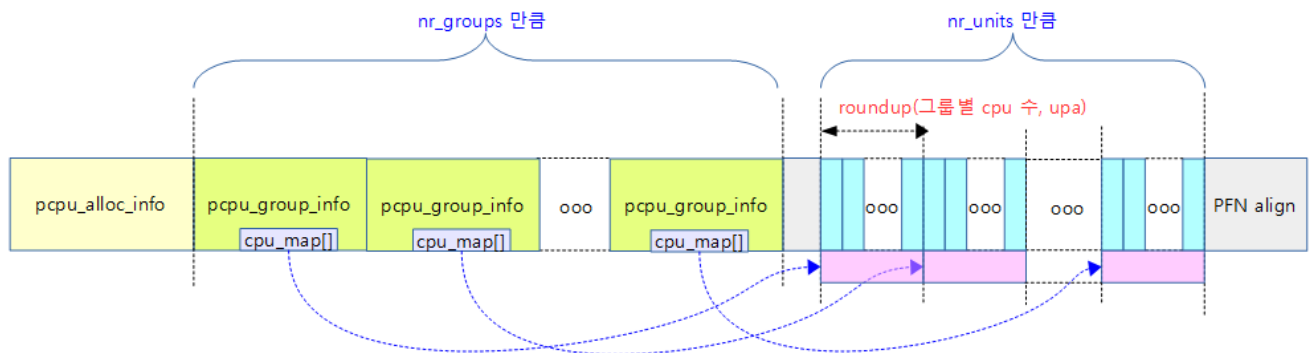 nr_groups 만큼
nr_units 만큼
roundup(그룹별 cpu 수, upa)
pcpu_alloc_info
pcpu_group_info
pcpu_group_info
ooo
pcpu_group_info
ooo
ooo
ooo
ooo
PFN align
cpu_map[]
cpu_map[]
cpu_map[]